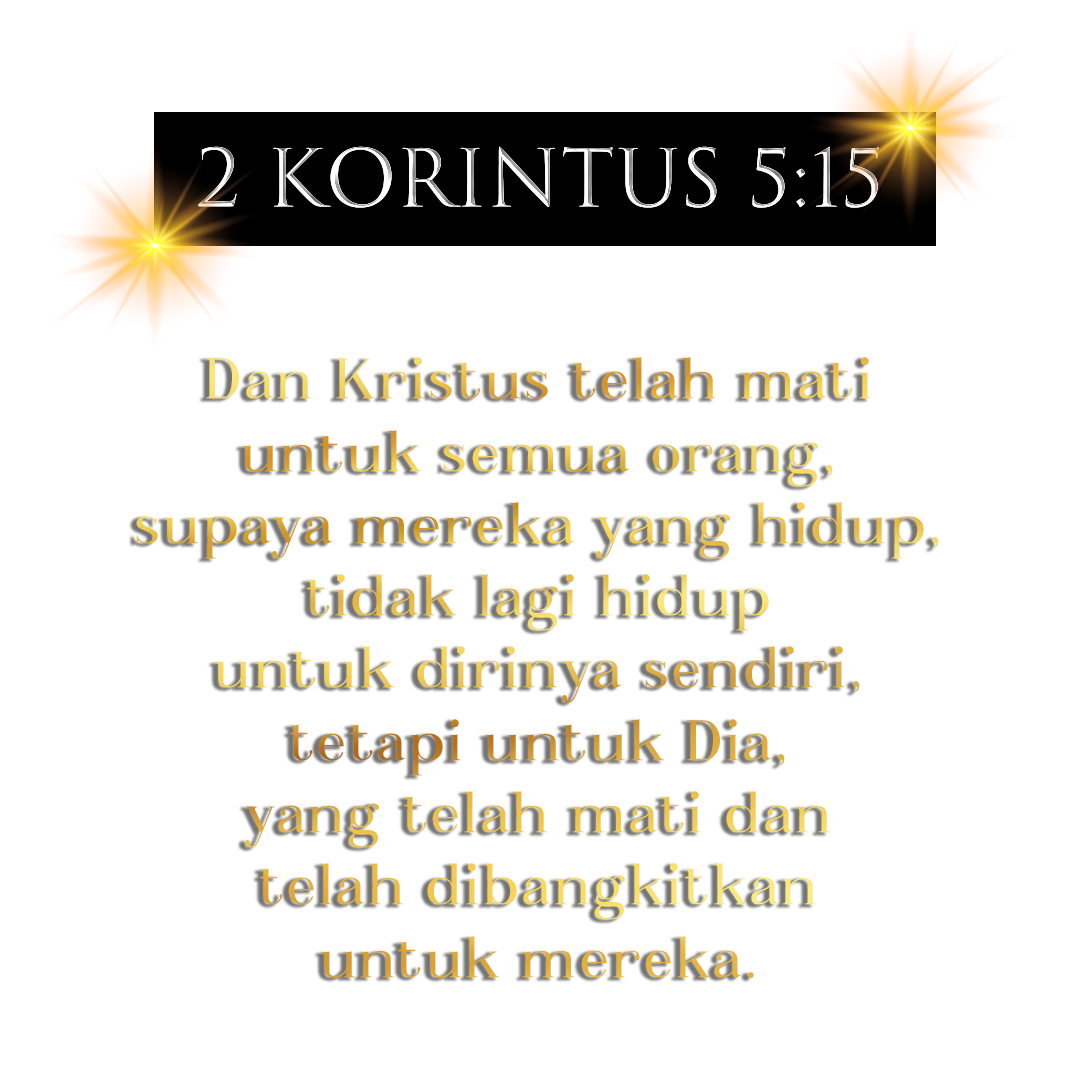 2 KORINTUS 5:15
Dan Kristus telah mati
untuk semua orang,
supaya mereka yang hidup,
tidak lagi hidup
untuk dirinya sendiri,
tetapi untuk Dia,
yang telah mati dan
telah dibangkitkan
untuk mereka.